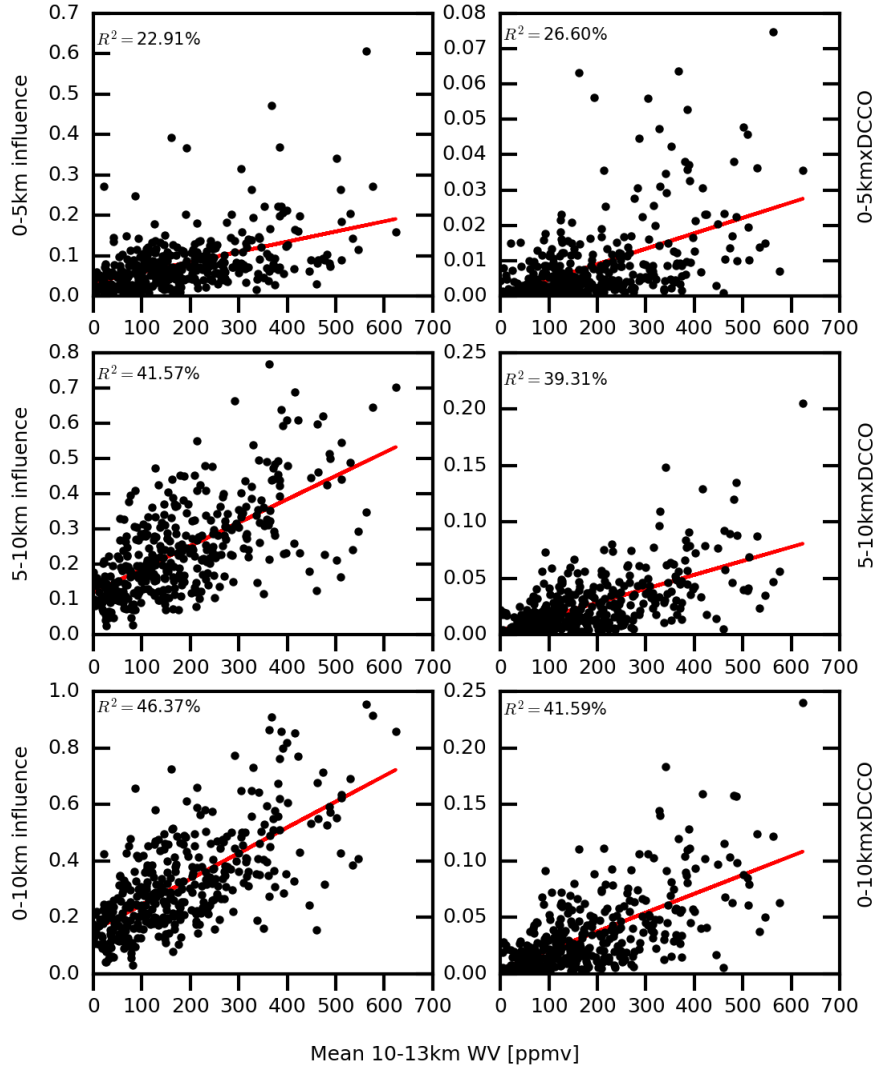 0.7
0.6
0.5
0.4
0.3
0.2
0.1
0.0
0 100 200 300 400 500 600 700
0-5km influence
R² = 22.91%
0.08
0.07
0.06
0.05
0.04
0.03
0.02
0.01
0.00
0 100 200 300 400 500 600 700
0-5kmxDCCO
R² = 26.60%
0.8
0.7
0.6
0.5
0.4
0.3
0.2
0.1
0.0
0 100 200 300 400 500 600 700
5-10km influence
R² = 41.57%
0.25
0.20
0.15
0.10
0.05
0.00
0 100 200 300 400 500 600 700
5-10kmxDCCO
R² = 39.31%
1.0
0.8
0.6
0.4
0.2
0.0
0 100 200 300 400 500 600 700
0-10km influence
R² = 46.37%
0.25
0.20
0.15
0.10
0.05
0.00
0 100 200 300 400 500 600 700
0-10kmxDCCO
R² = 41.59%
Mean 10-13km WV [ppmv]